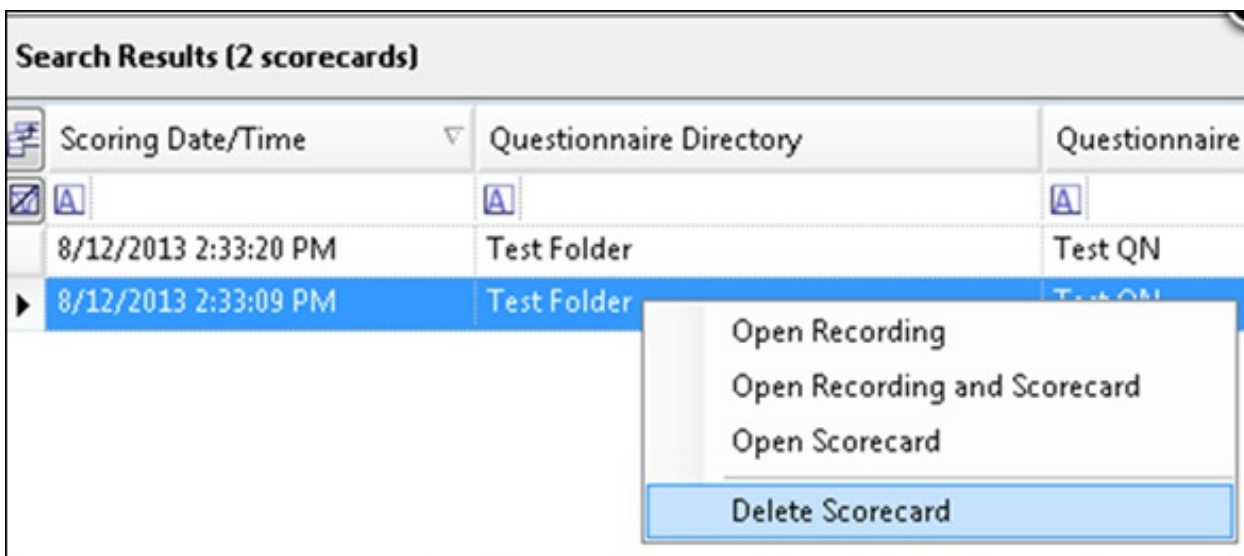 Search Results (2 scorecards)
Scoring Date/Time Questionnaire Directory Questionnaire
A A A
8/12/2013 2:33:20 PM Test Folder Test QN
8/12/2013 2:33:09 PM Test Folder
Open Recording
Open Recording and Scorecard
Open Scorecard
Delete Scorecard